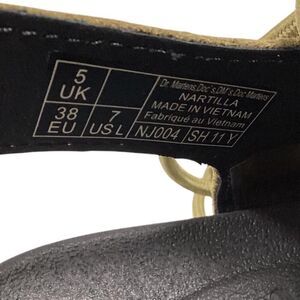 5
UK
38
EU
7
US L
Dr. Martens, Doc's, DM's, Doc Martens
NARTILLA
MADE IN VIETNAM
Fabriqué au Vietnam
NJ004
SH 11 Y